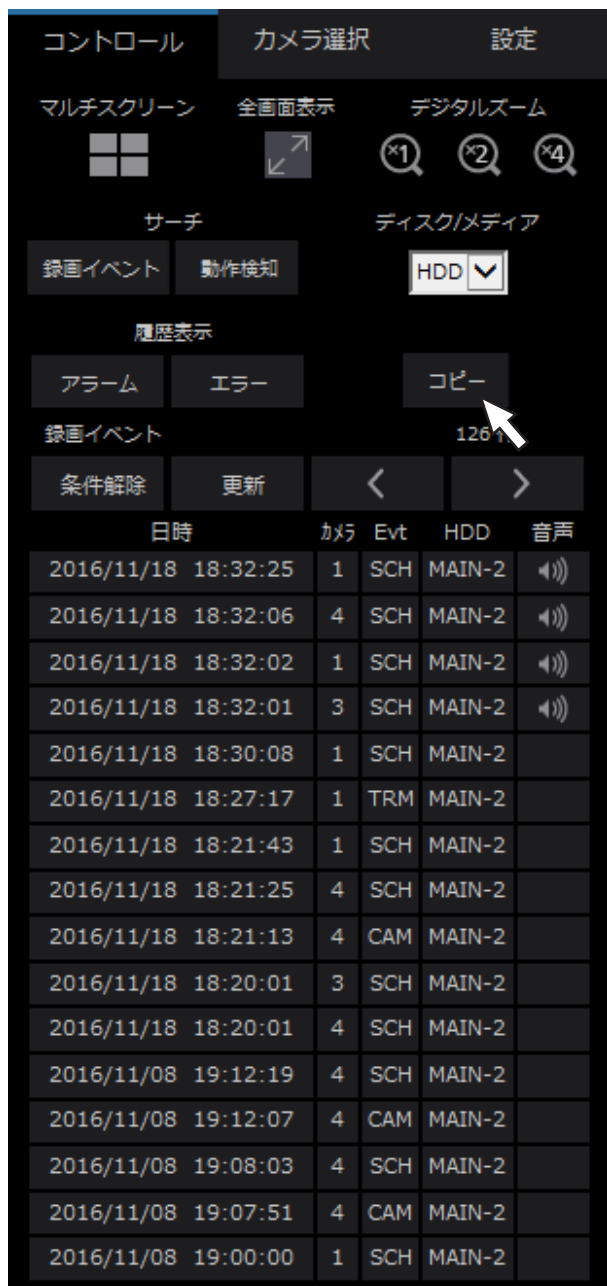 コントロール カメラ選択 設定
マルチスクリーン 全画面表示 デジタルズーム
×1 ×2 ×4
サーチ ディスク/メディア
録画イベント 動作検知 HDD
履歴表示
アラーム エラー コピー
録画イベント 126
条件解除 更新 < >
日時 ｶﾒﾗ Evt HDD 音声
2016/11/18 18:32:25 1 SCH MAIN-2
2016/11/18 18:32:06 4 SCH MAIN-2
2016/11/18 18:32:02 1 SCH MAIN-2
2016/11/18 18:32:01 3 SCH MAIN-2
2016/11/18 18:30:08 1 SCH MAIN-2
2016/11/18 18:27:17 1 TRM MAIN-2
2016/11/18 18:21:43 1 SCH MAIN-2
2016/11/18 18:21:25 4 SCH MAIN-2
2016/11/18 18:21:13 4 CAM MAIN-2
2016/11/18 18:20:01 3 SCH MAIN-2
2016/11/18 18:20:01 4 SCH MAIN-2
2016/11/08 19:12:19 4 SCH MAIN-2
2016/11/08 19:12:07 4 CAM MAIN-2
2016/11/08 19:08:03 4 SCH MAIN-2
2016/11/08 19:07:51 4 CAM MAIN-2
2016/11/08 19:00:00 1 SCH MAIN-2